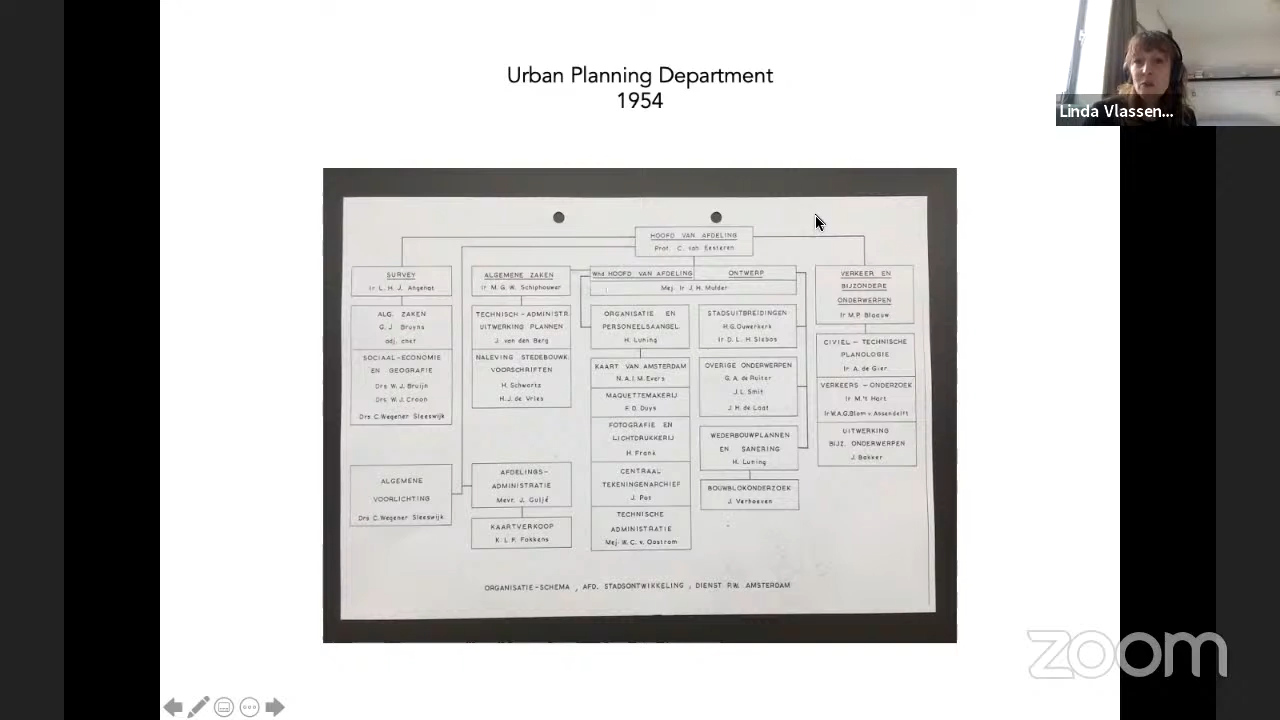 Urban Planning Department
1954
Linda Vlassen...
HOOFD VAN AFDELING
Prof. C. van Eesteren
SURVEY
Ir L.H.J. Angenot
ALG. ZAKEN
G.J. Bruyns
adj. chef
SOCIAAL-ECONOMIE
EN GEOGRAFIE
Drs W.J. Bruijn
Drs. W.J. Craan
Drs C. Wegener Sleeswijk
ALGEMENE
VOORLICHTING
Drs C. Wegener Sleeswijk
ALGEMENE ZAKEN
Ir M.G.W. Schiphouwer
TECHNISCH-ADMINISTR.
UITWERKING PLANNEN
J. van den Berg
NALEVING STEDEBOUWK.
VOORSCHRIFTEN
H. Schwartz
H.J. de Vries
AFDELINGS-
ADMINISTRATIE
Mevr. J. Gutjé
KAARTVERKOOP
K.L.P. Fokkens
Wnd HOOFD VAN AFDELING
ONTWERP
Mej. Ir J.H. Mulder
ORGANISATIE EN
PERSONEELSAANGEL.
H. Luning
KAART VAN AMSTERDAM
N.A.I.M. Evers
MAQUETTEMAKERIJ
F.D. Duys
FOTOGRAFIE EN
LICHTDRUKKERIJ
H. Frank
CENTRAAL
TEKENINGENARCHIEF
J. Pot
TECHNISCHE
ADMINISTRATIE
Mej. W.C. v. Oostrom
STADSUITBREIDINGEN
H.G. Ouwerkerk
Ir D.L.H. Slebos
OVERIGE ONDERWERPEN
G.A. de Ruiter
J.L. Smit
J.H. de Laat
WEDERBOUWPLANNEN
EN SANERING
H. Luning
BOUWBLOKONDERZOEK
J. Verhoeven
VERKEER EN
BIJZONDERE
ONDERWERPEN
Ir M.P. Blaauw
CIVIEL-TECHNISCHE
PLANOLOGIE
Ir A. de Gier
VERKEERS-ONDERZOEK
Ir M. 't Hart
Ir W.A.G. Blom v. Assendelft
UITWERKING
BIJZ. ONDERWERPEN
J. Bakker
ORGANISATIE-SCHEMA, AFD. STADSONTWIKKELING, DIENST P.W. AMSTERDAM
zoom